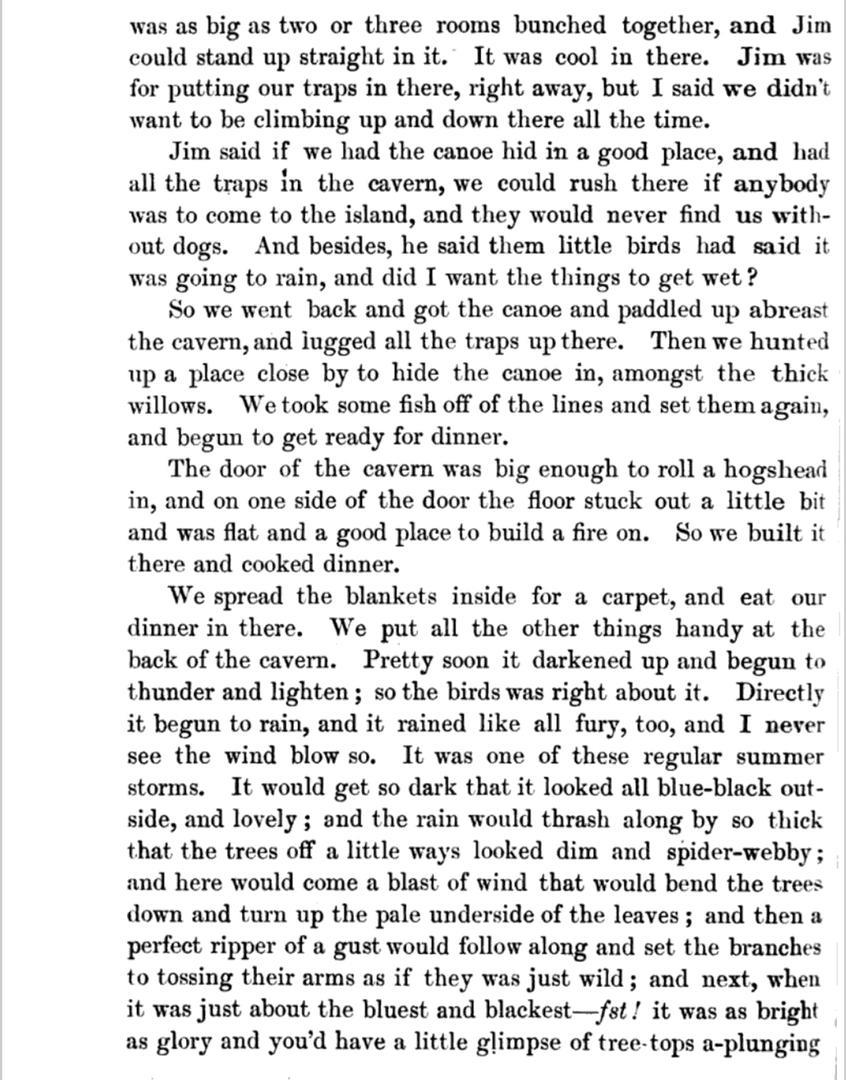 was as big as two or three rooms bunched together, and Jim
could stand up straight in it. It was cool in there. Jim was
for putting our traps in there, right away, but I said we didn't
want to be climbing up and down there all the time.
Jim said if we had the canoe hid in a good place, and had
all the traps in the cavern, we could rush there if anybody
was to come to the island, and they would never find us with-
out dogs. And besides, he said them little birds had said it
was going to rain, and did I want the things to get wet?
So we went back and got the canoe and paddled up abreast
the cavern, and lugged all the traps up there. Then we hunted
up a place close by to hide the canoe in, amongst the thick
willows. We took some fish off of the lines and set them again,
and begun to get ready for dinner.
The door of the cavern was big enough to roll a hogshead
in, and on one side of the door the floor stuck out a little bit
and was flat and a good place to build a fire on. So we built it
there and cooked dinner.
We spread the blankets inside for a carpet, and eat our
dinner in there. We put all the other things handy at the
back of the cavern. Pretty soon it darkened up and begun to
thunder and lighten; so the birds was right about it. Directly
it begun to rain, and it rained like all fury, too, and I never
see the wind blow so. It was one of these regular summer
storms. It would get so dark that it looked all blue-black out-
side, and lovely; and the rain would thrash along by so thick
that the trees off a little ways looked dim and spider-webby;
and here would come a blast of wind that would bend the trees
down and turn up the pale underside of the leaves; and then a
perfect ripper of a gust would follow along and set the branches
to tossing their arms as if they was just wild; and next, when
it was just about the bluest and blackest—fst! it was as bright
as glory and you'd have a little glimpse of tree-tops a-plunging